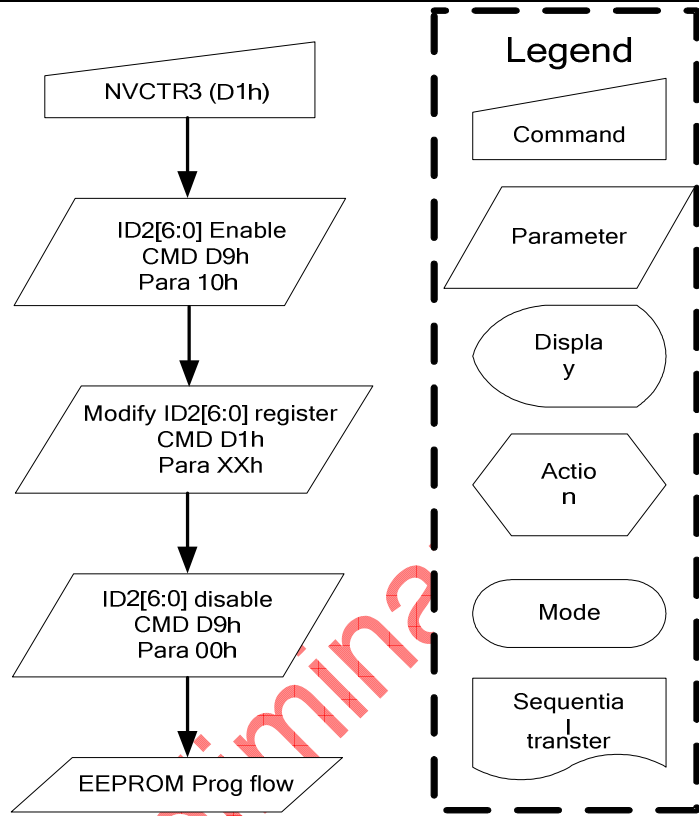 NVCTR3 (D1h)
ID2[6:0] Enable
CMD D9h
Para 10h
Modify ID2[6:0] register
CMD D1h
Para XXh
ID2[6:0] disable
CMD D9h
Para 00h
EEPROM Prog flow
Legend
Command
Parameter
Displa
y
Actio
n
Mode
Sequentia
l
transter